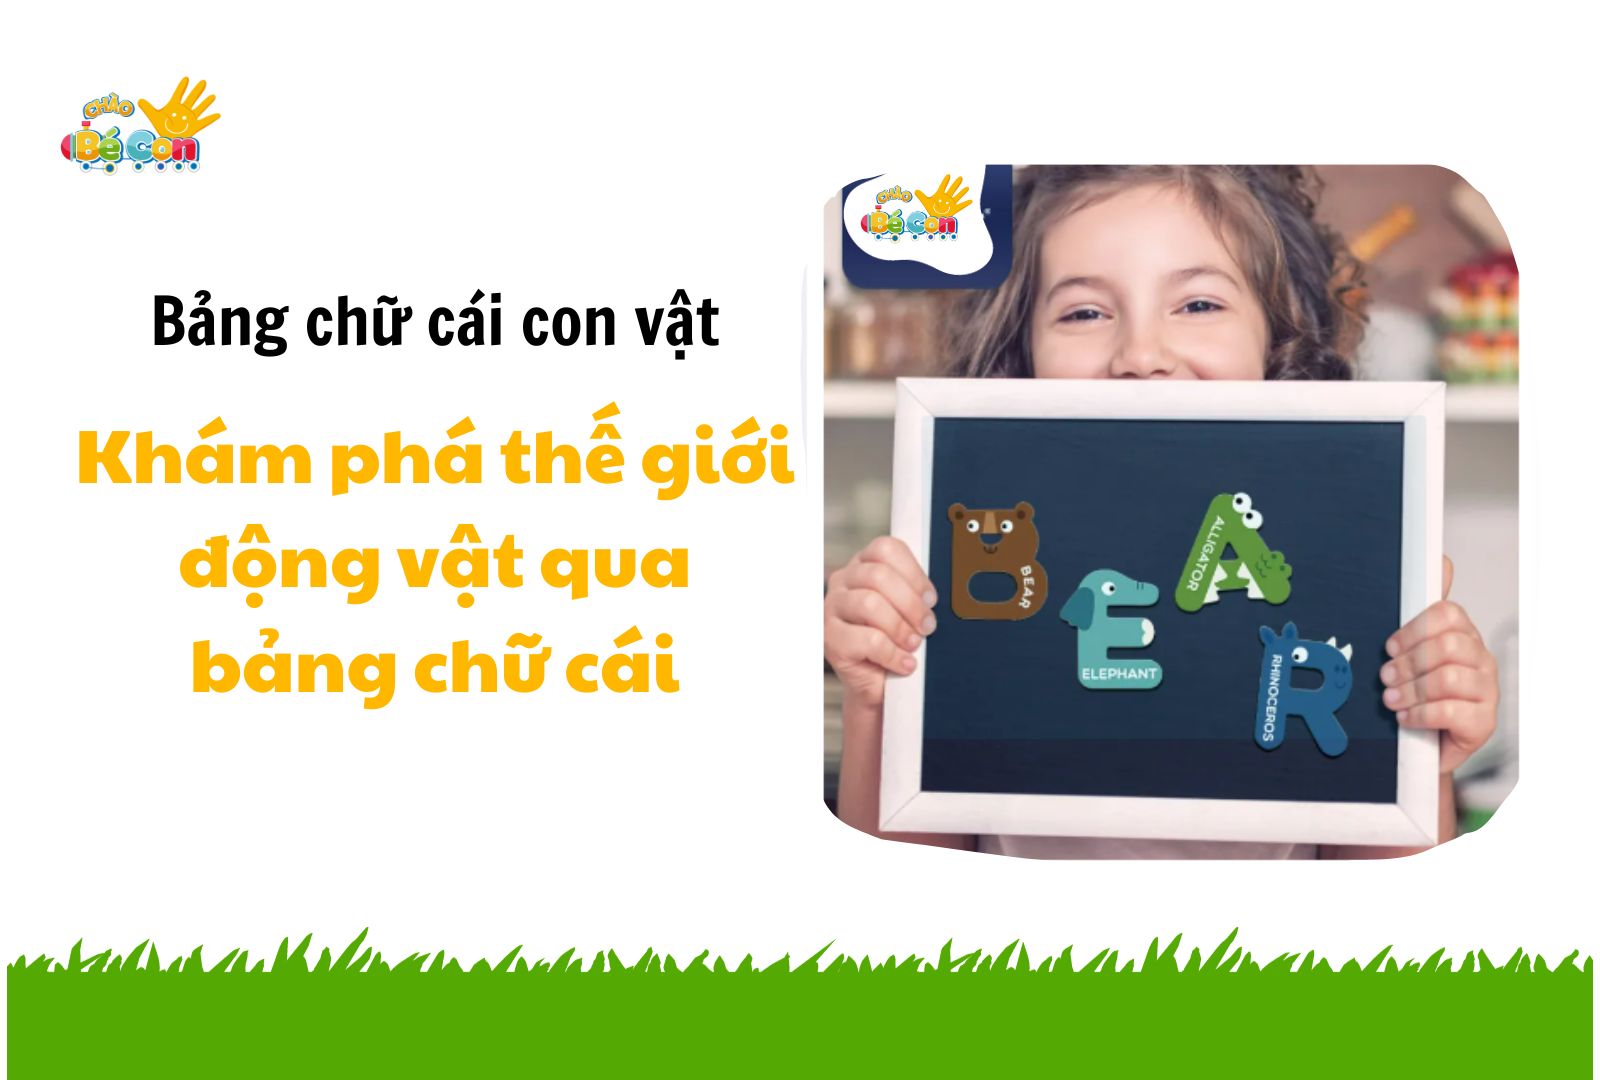 CHÀO
Bé Con
Bảng chữ cái con vật
Khám phá thế giới
động vật qua
bảng chữ cái
CHÀO
Bé Con
B
BEAR
E
ELEPHANT
A
ALLIGATOR
R
RHINOCEROS